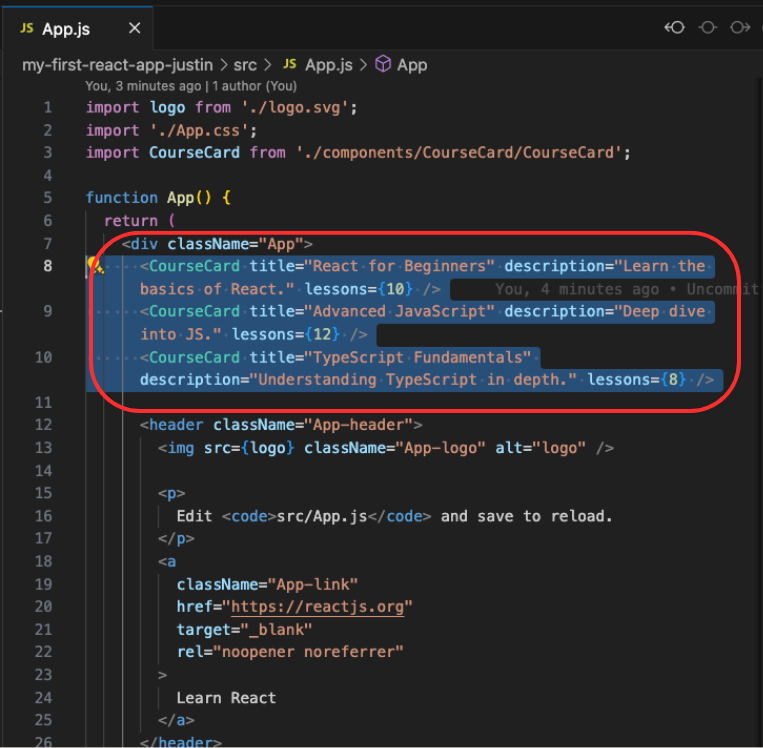 JS App.js ×
my-first-react-app-justin > src > JS App.js > App
You, 3 minutes ago | 1 author (You)
1 import logo from './logo.svg';
2 import './App.css';
3 import CourseCard from './components/CourseCard/CourseCard';
4
5 function App() {
6 return (
7 <div className="App">
8 <CourseCard title="React for Beginners" description="Learn the
basics of React." lessons={10} /> You, 4 minutes ago • Uncommit
9 <CourseCard title="Advanced JavaScript" description="Deep dive
into JS." lessons={12} />
10 <CourseCard title="TypeScript Fundamentals"
description="Understanding TypeScript in depth." lessons={8} />
11
12 <header className="App-header">
13 <img src={logo} className="App-logo" alt="logo" />
14
15 <p>
16 Edit <code>src/App.js</code> and save to reload.
17 </p>
18 <a
19 className="App-link"
20 href="https://reactjs.org"
21 target="_blank"
22 rel="noopener noreferrer"
23 >
24 Learn React
25 </a>
26 </header>